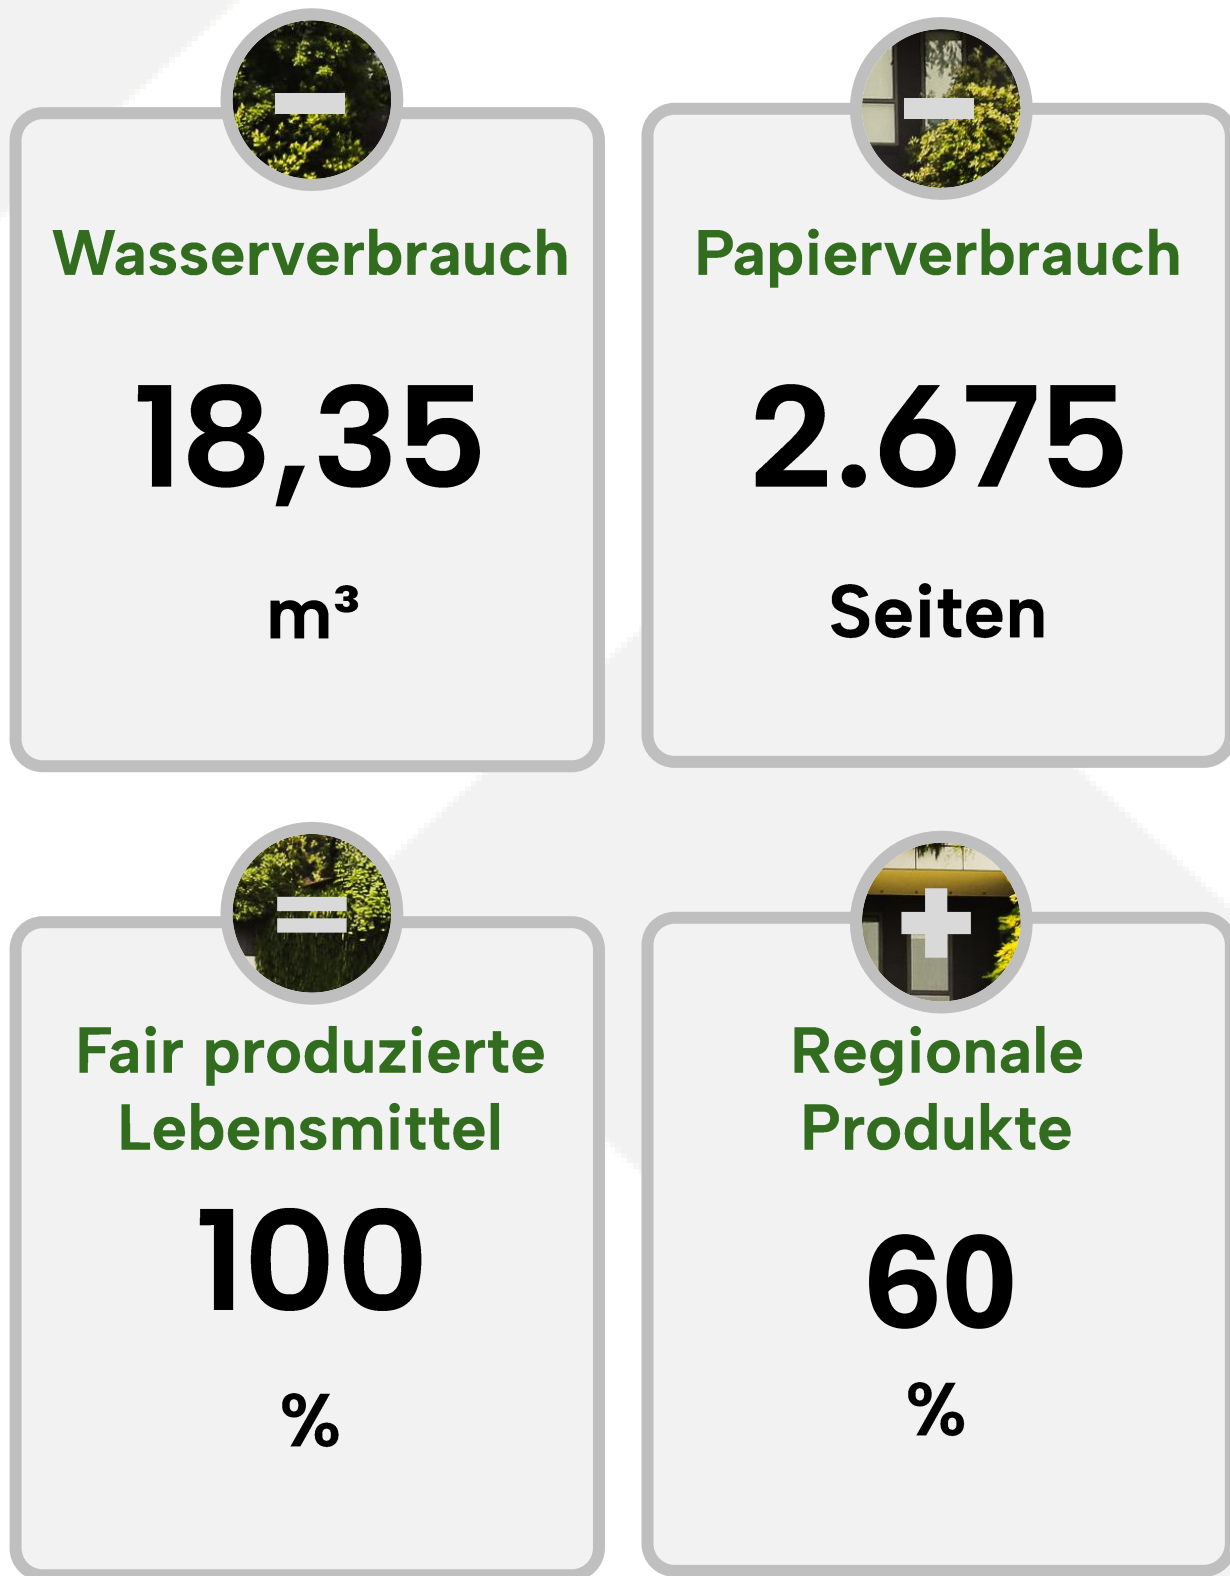 Wasserverbrauch
18,35
m³
Papierverbrauch
2.675
Seiten
Fair produzierte
Lebensmittel
100
%
Regionale
Produkte
60
%